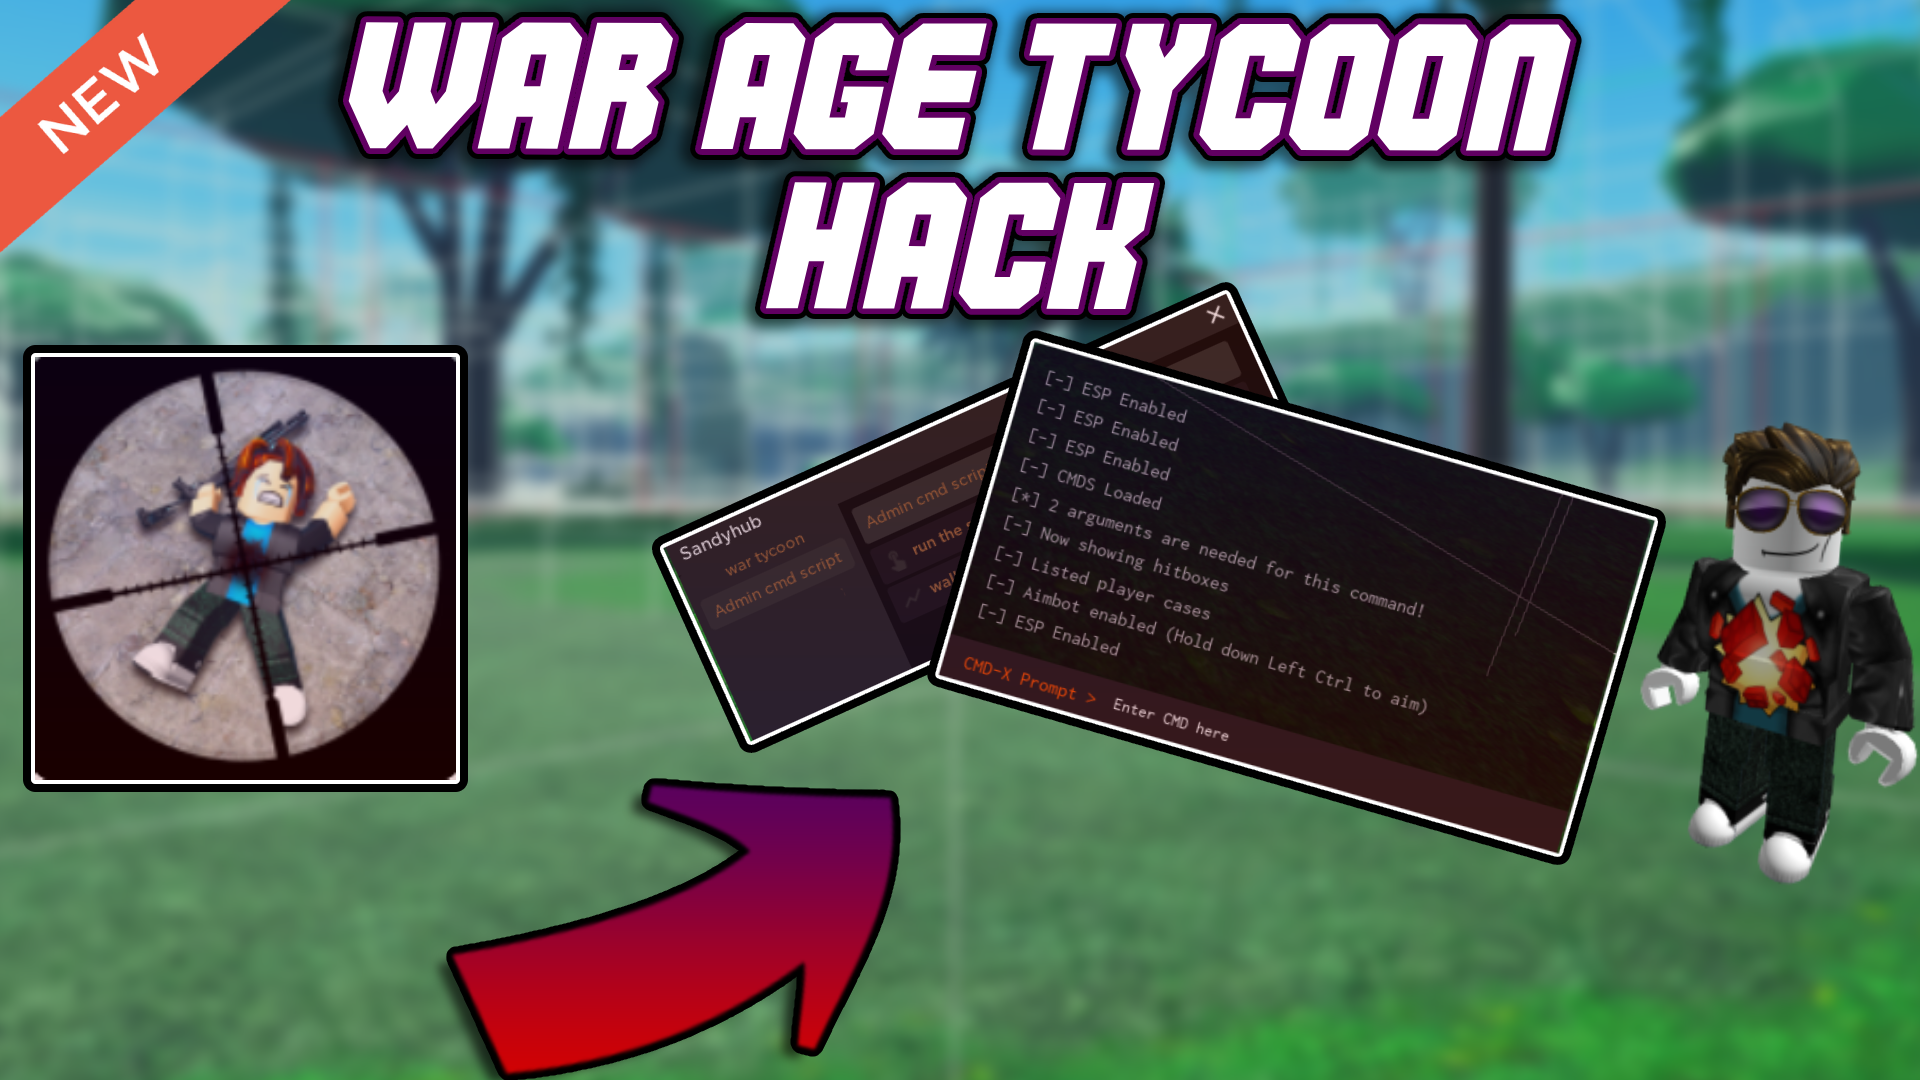 NEW
WAR AGE TYCOON
HACK
Sandyhub
war tycoon
Admin cmd script
Admin cmd
run the
[-] ESP Enabled
[-] ESP Enabled
[-] ESP Enabled
[-] CMDS Loaded
[*] 2 arguments are needed for this command!
[-] Now showing hitboxes
[-] Listed player cases
[-] Aimbot enabled (Hold down Left Ctrl to aim)
[-] ESP Enabled
CMD-X Prompt > Enter CMD here